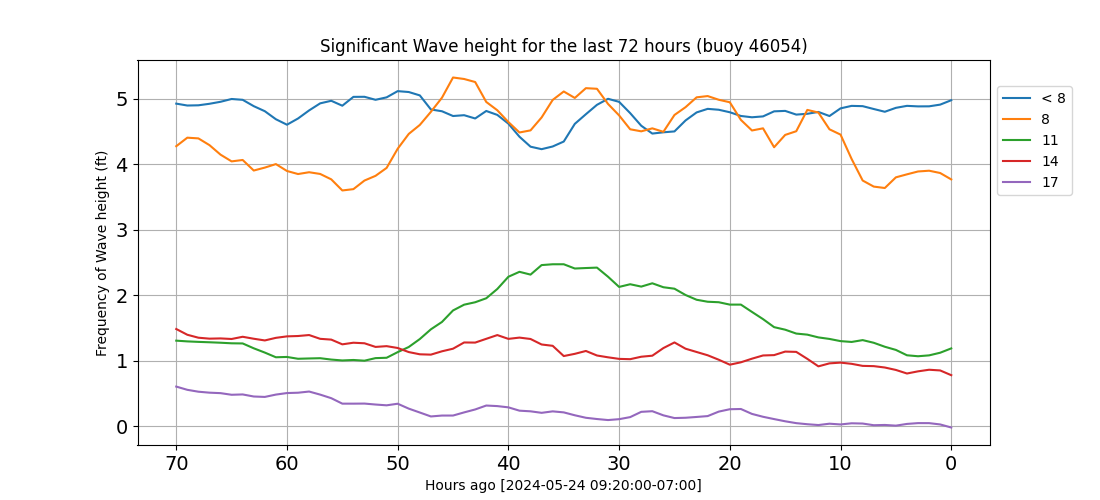 Significant Wave height for the last 72 hours (buoy 46054)
Frequency of Wave height (ft)
5
4
3
2
1
0
70 60 50 40 30 20 10 0
Hours ago [2024-05-24 09:20:00-07:00]
< 8
8
11
14
17